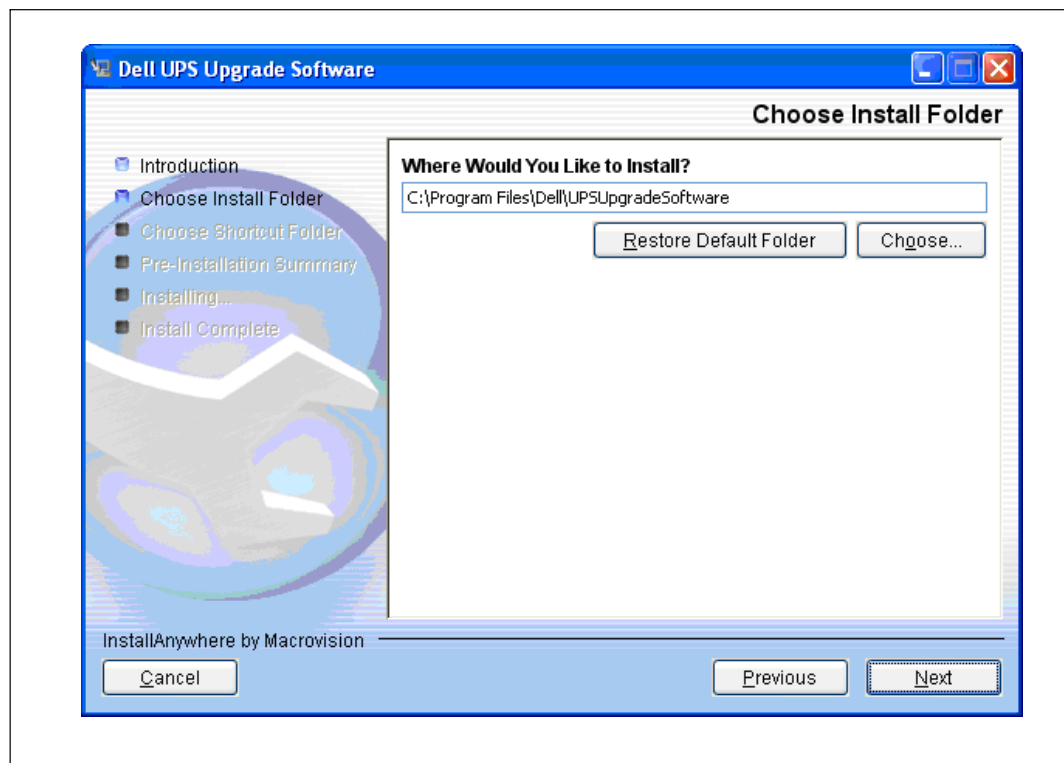 Dell UPS Upgrade Software
Choose Install Folder
Introduction
Choose Install Folder
Choose Shortcut Folder
Pre-Installation Summary
Installing...
Install Complete
Where Would You Like to Install?
C:\Program Files\Dell\UPSUpgradeSoftware
Restore Default Folder
Choose...
InstallAnywhere by Macrovision
Cancel
Previous
Next